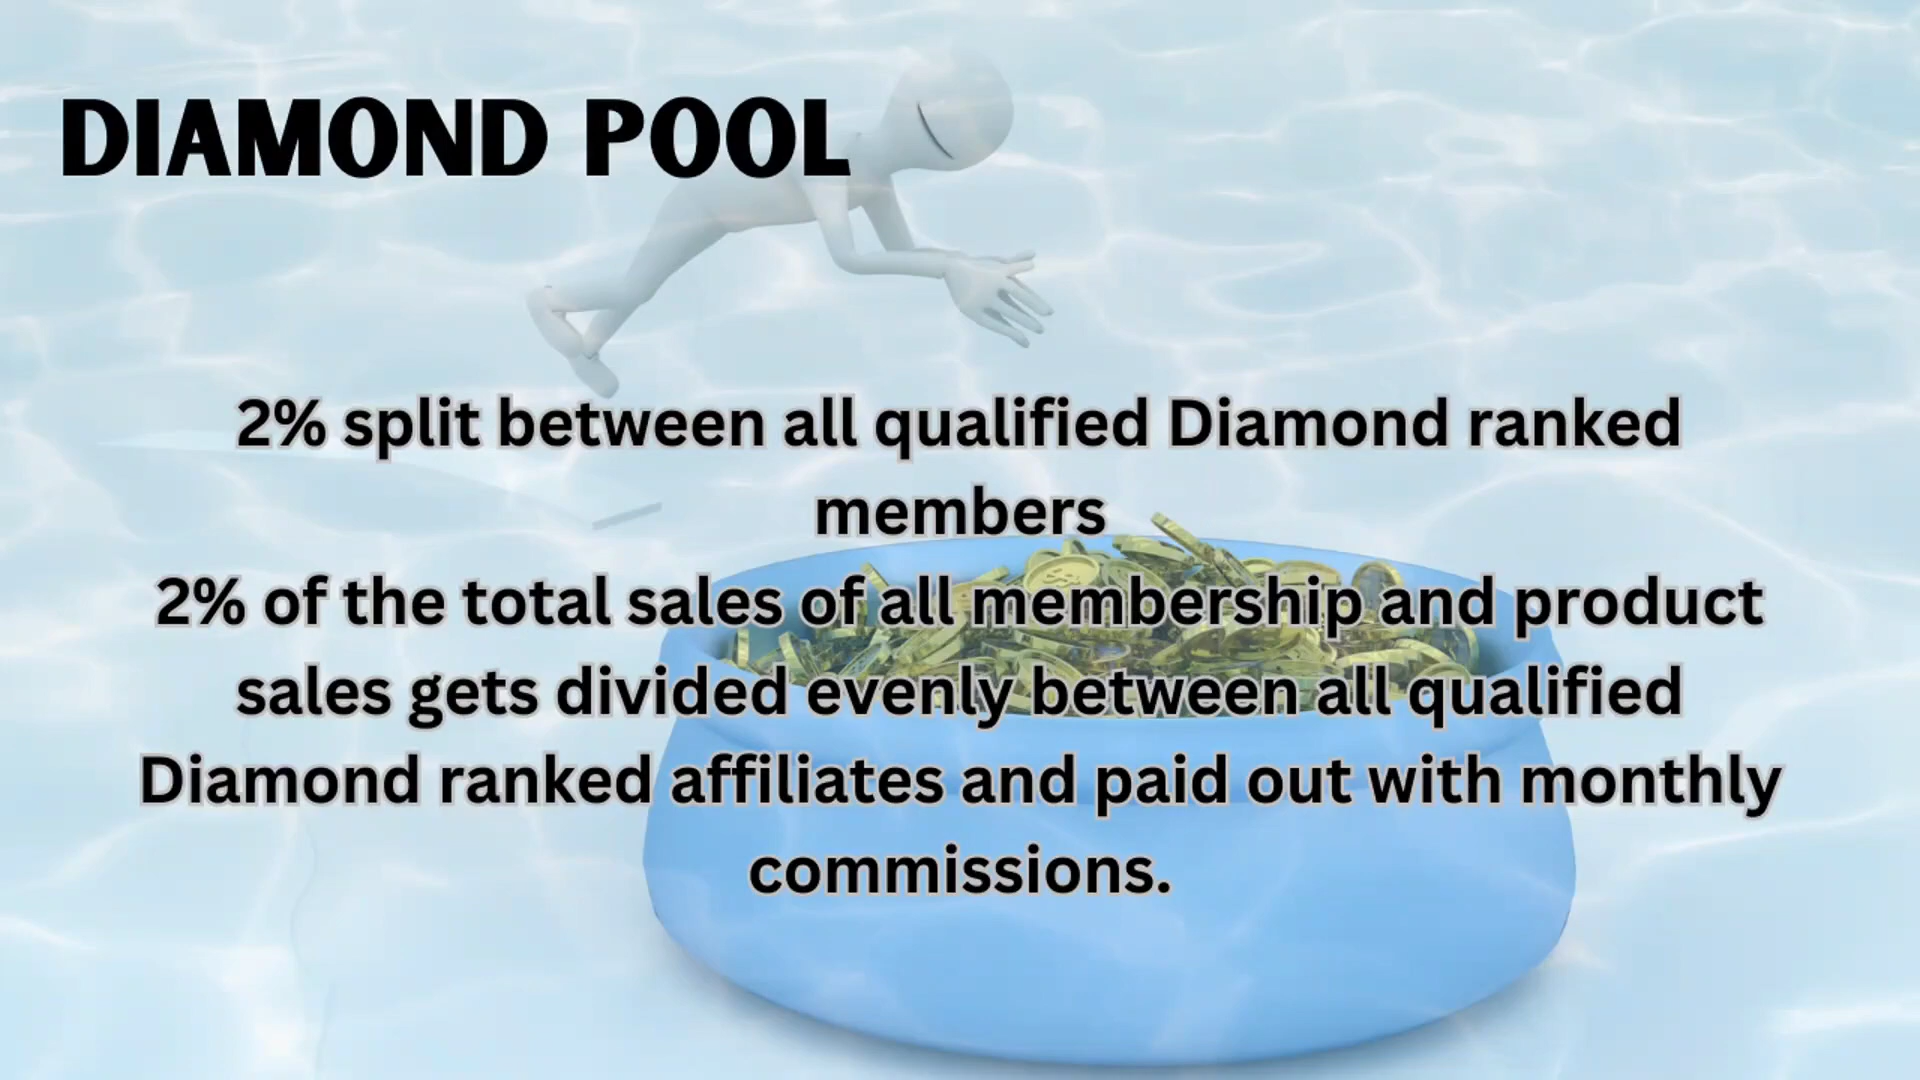 DIAMOND POOL
2% split between all qualified Diamond ranked
members
2% of the total sales of all membership and product
sales gets divided evenly between all qualified
Diamond ranked affiliates and paid out with monthly
commissions.